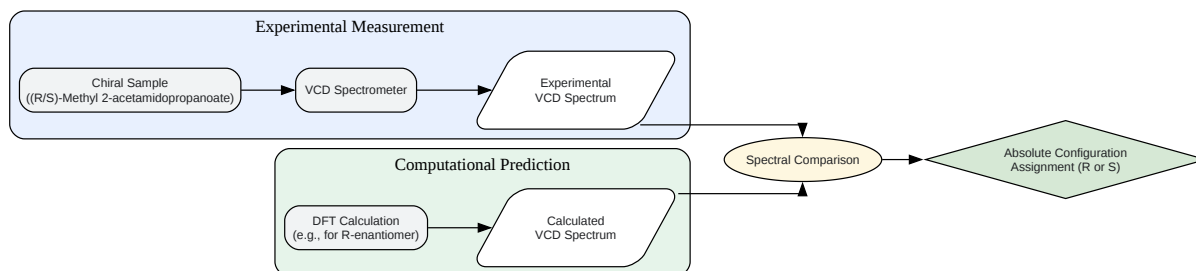 Experimental Measurement
Chiral Sample
((R/S)-Methyl 2-acetamidopropanoate)
VCD Spectrometer
Experimental
VCD Spectrum
Spectral Comparison
Absolute Configuration
Assignment (R or S)
Computational Prediction
DFT Calculation
(e.g., for R-enantiomer)
Calculated
VCD Spectrum